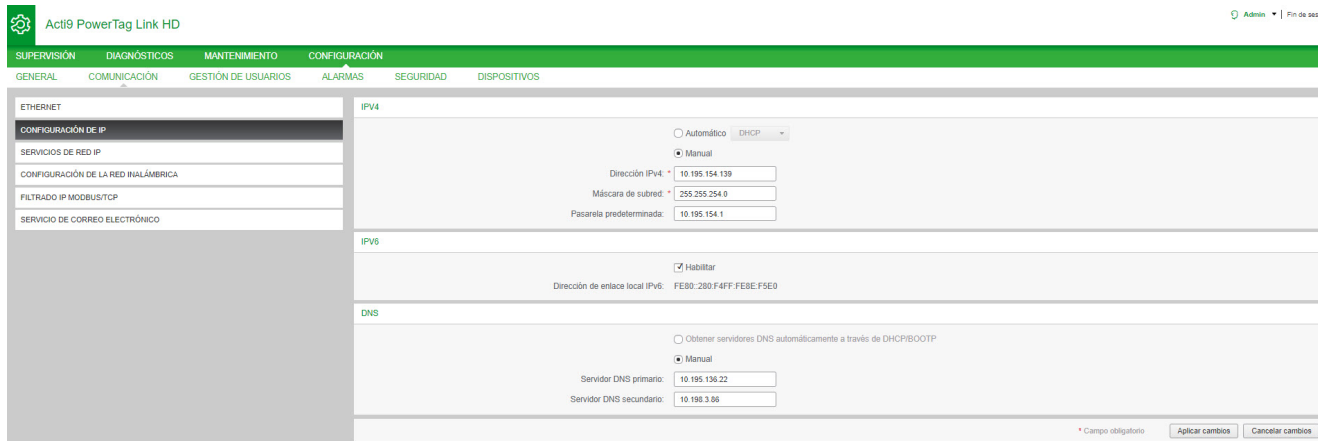 Acti9 PowerTag Link HD
Admin | Fin de ses
SUPERVISIÓN DIAGNÓSTICOS MANTENIMIENTO CONFIGURACIÓN
GENERAL COMUNICACIÓN GESTIÓN DE USUARIOS ALARMAS SEGURIDAD DISPOSITIVOS
ETHERNET
CONFIGURACIÓN DE IP
SERVICIOS DE RED IP
CONFIGURACIÓN DE LA RED INALÁMBRICA
FILTRADO IP MODBUS/TCP
SERVICIO DE CORREO ELECTRÓNICO
IPV4
Automático DHCP
Manual
Dirección IPv4: * 10.195.154.139
Máscara de subred: * 255.255.254.0
Pasarela predeterminada: 10.195.154.1
IPV6
Habilitar
Dirección de enlace local IPv6: FE80::280:F4FF:FE8E:F5E0
DNS
Obtener servidores DNS automáticamente a través de DHCP/BOOTP
Manual
Servidor DNS primario: 10.195.136.22
Servidor DNS secundario: 10.198.3.86
* Campo obligatorio Aplicar cambios Cancelar cambios